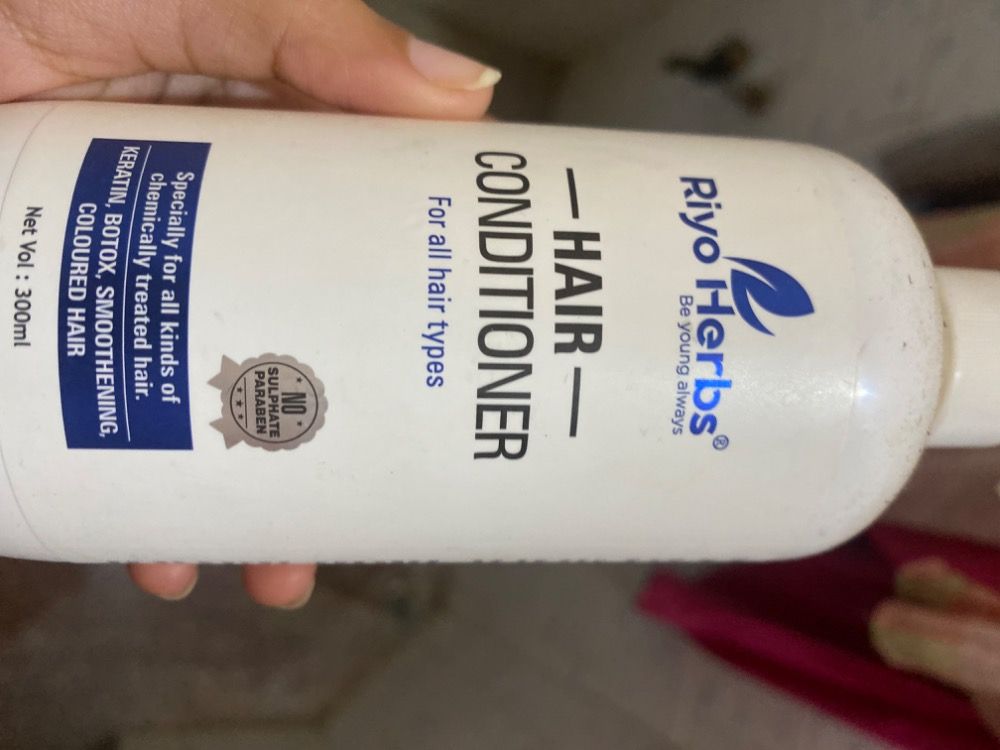 Riyo Herbs®
Be young always
HAIR
CONDITIONER
For all hair types
NO
SULPHATE
PARABEN
Specially for all kinds of
chemically treated hair.
KERATIN, BOTOX, SMOOTHENING,
COLOURED HAIR
Net Vol : 300ml